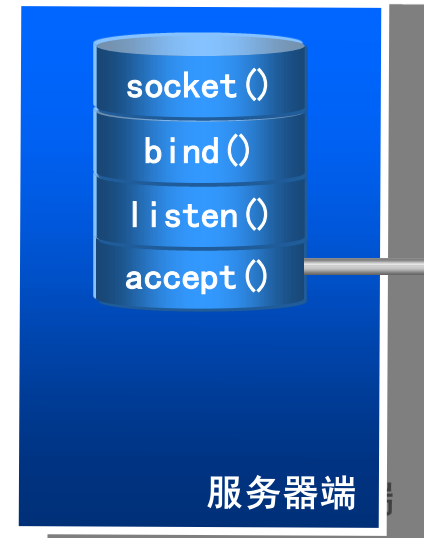 socket()
bind()
listen()
accept()
服务器端